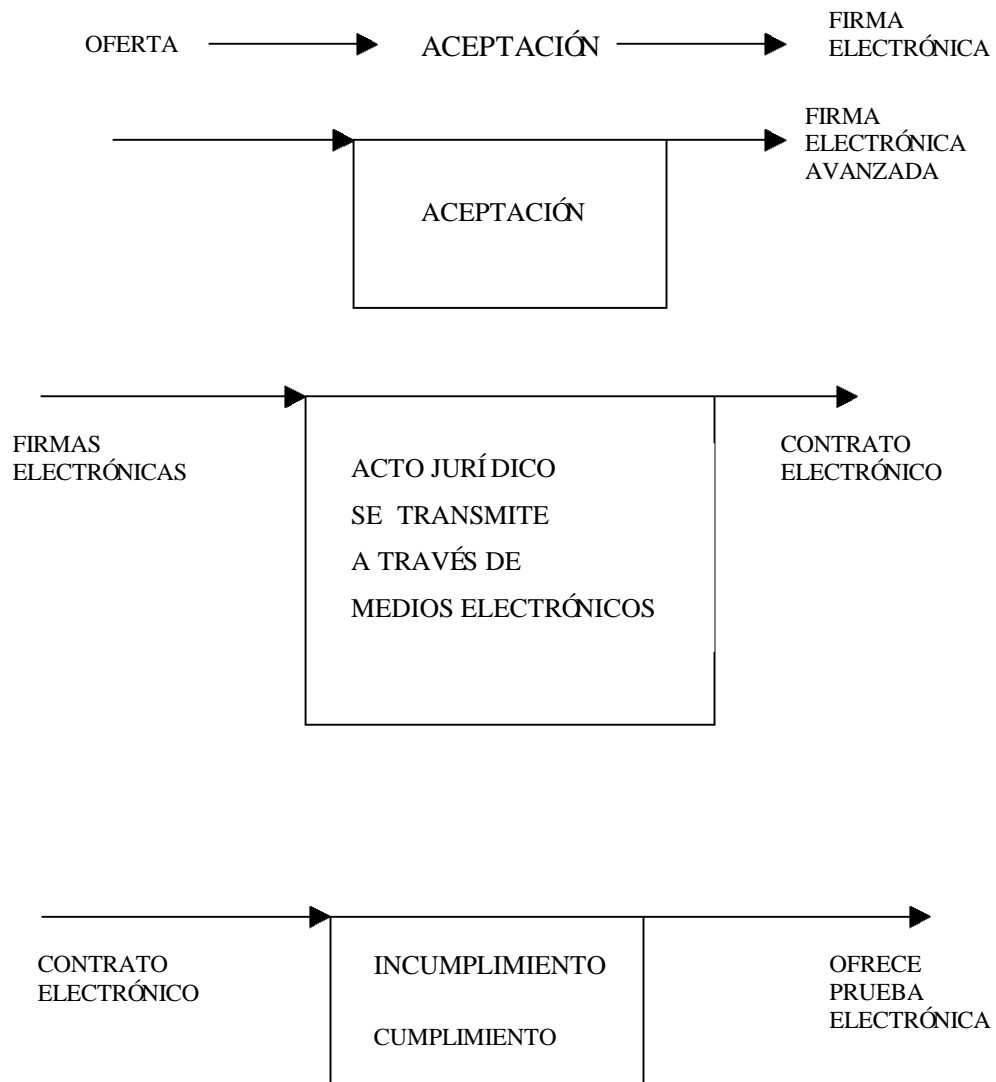 OFERTA
ACEPTACIÓN
FIRMA
ELECTRÓNICA
FIRMA
ELECTRÓNICA
AVANZADA
ACEPTACIÓN
FIRMAS
ELECTRÓNICAS
ACTO JURÍDICO
SE TRANSMITE
A TRAVÉS DE
MEDIOS ELECTRÓNICOS
CONTRATO
ELECTRÓNICO
CONTRATO
ELECTRÓNICO
INCUMPLIMIENTO
CUMPLIMIENTO
OFRECE
PRUEBA
ELECTRÓNICA